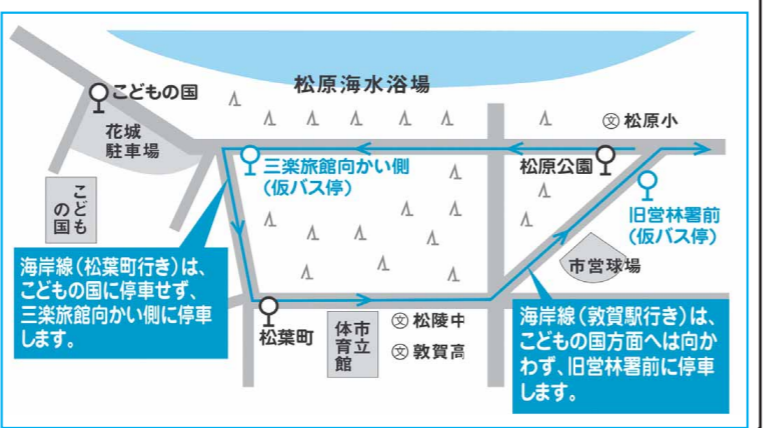 松原海水浴場
こどもの国
花城
駐車場
こども
の国
三楽旅館向かい側
(仮バス停)
松原公園
文 松原小
旧営林署前
(仮バス停)
市営球場
海岸線(松葉町行き)は、
こどもの国に停車せず、
三楽旅館向かい側に停車
します。
松葉町
市立
体育館
文 松陵中
文 敦賀高
海岸線(敦賀駅行き)は、
こどもの国方面へは向か
わず、旧営林署前に停車
します。